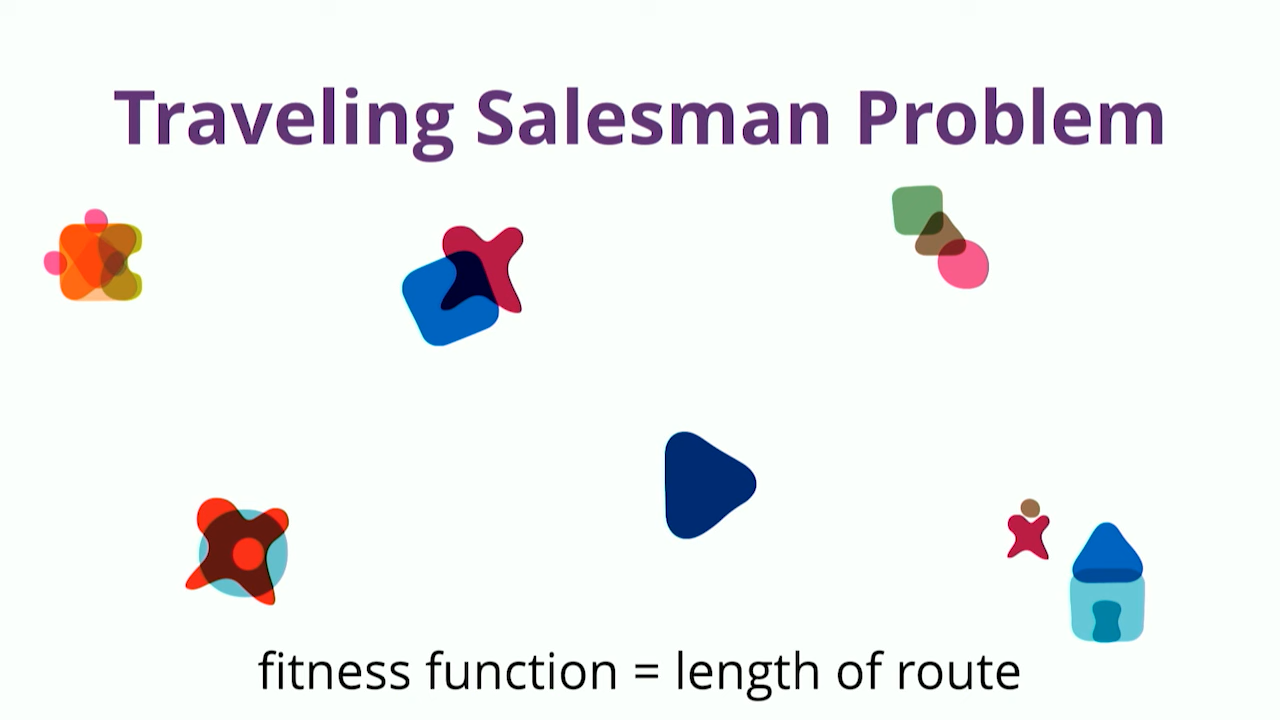 Traveling Salesman Problem
fitness function = length of route